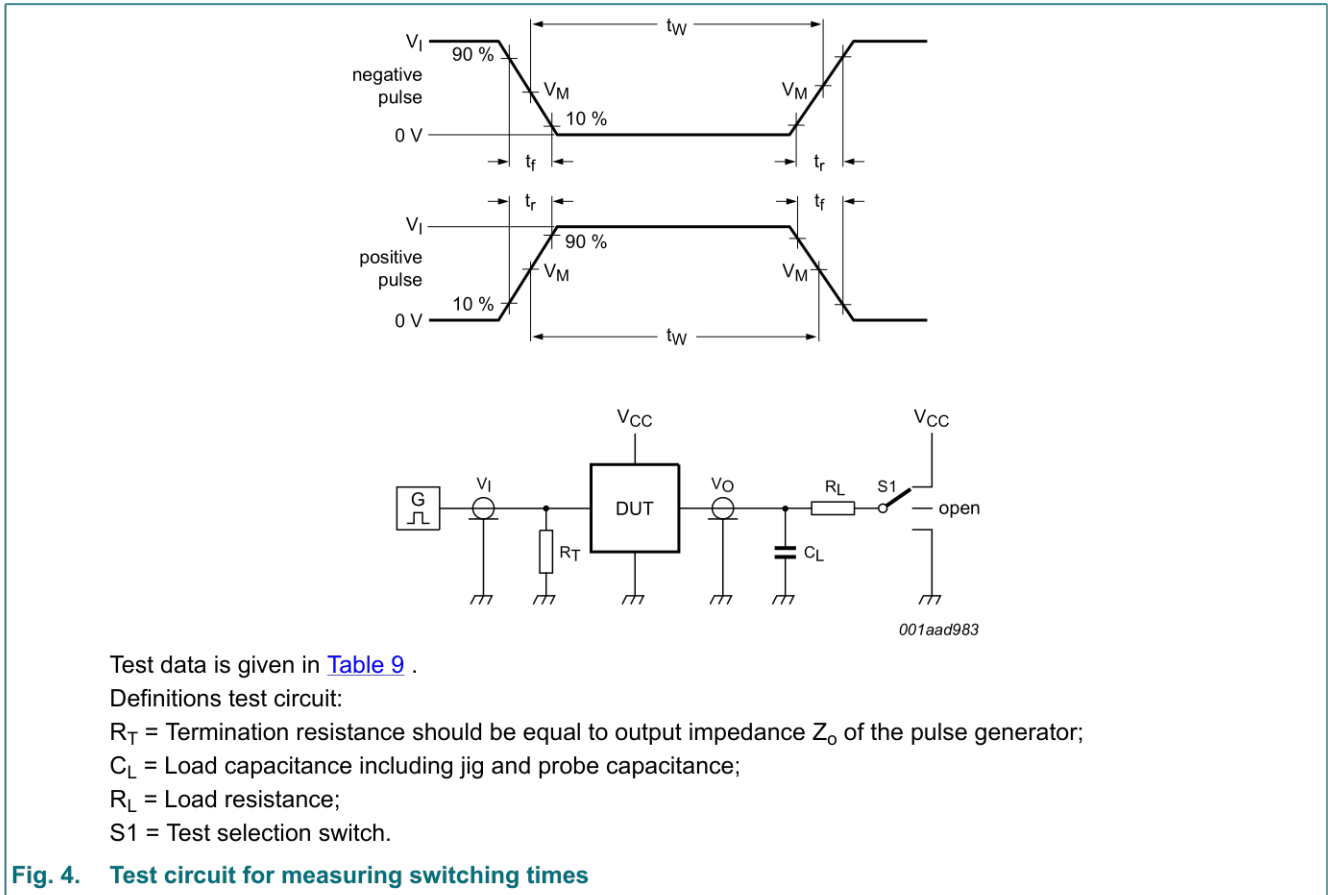 tW
VI
90 %
negative
pulse
VM
VM
10 %
0 V
tf
tr
tr
tf
VI
90 %
positive
pulse
VM
VM
10 %
0 V
tW
VCC
VCC
G
VI
DUT
VO
RL
S1
open
RT
CL
001aad983
Test data is given in Table 9 .
Definitions test circuit:
RT = Termination resistance should be equal to output impedance Zo of the pulse generator;
CL = Load capacitance including jig and probe capacitance;
RL = Load resistance;
S1 = Test selection switch.
Fig. 4. Test circuit for measuring switching times